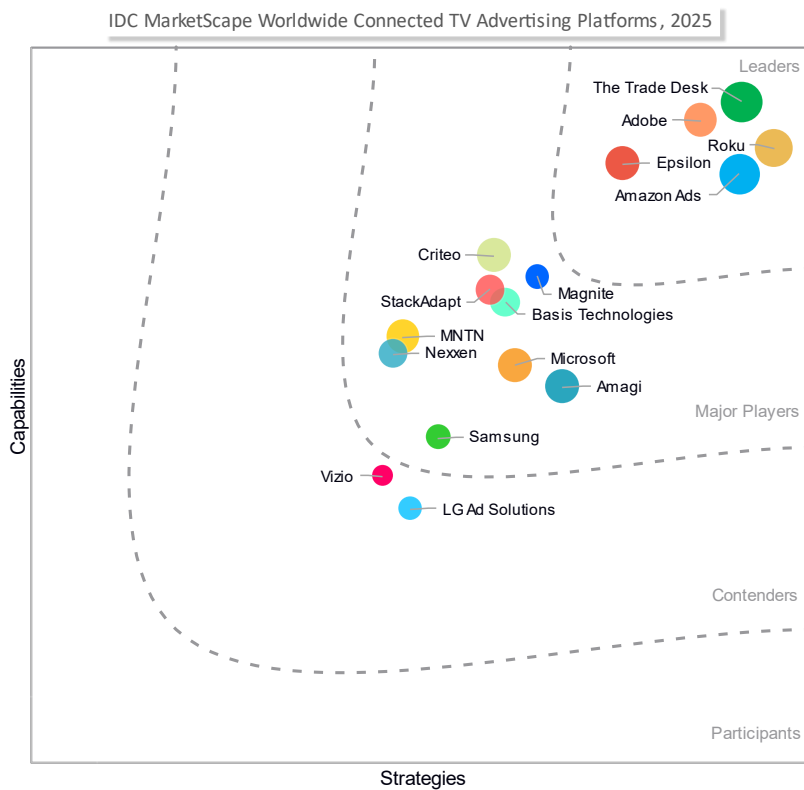 IDC MarketScape Worldwide Connected TV Advertising Platforms, 2025
Leaders
The Trade Desk
Adobe
Roku
Epsilon
Amazon Ads
Criteo
Magnite
StackAdapt
Basis Technologies
MNTN
Nexxen
Microsoft
Amagi
Major Players
Samsung
Vizio
LG Ad Solutions
Contenders
Participants
Capabilities
Strategies